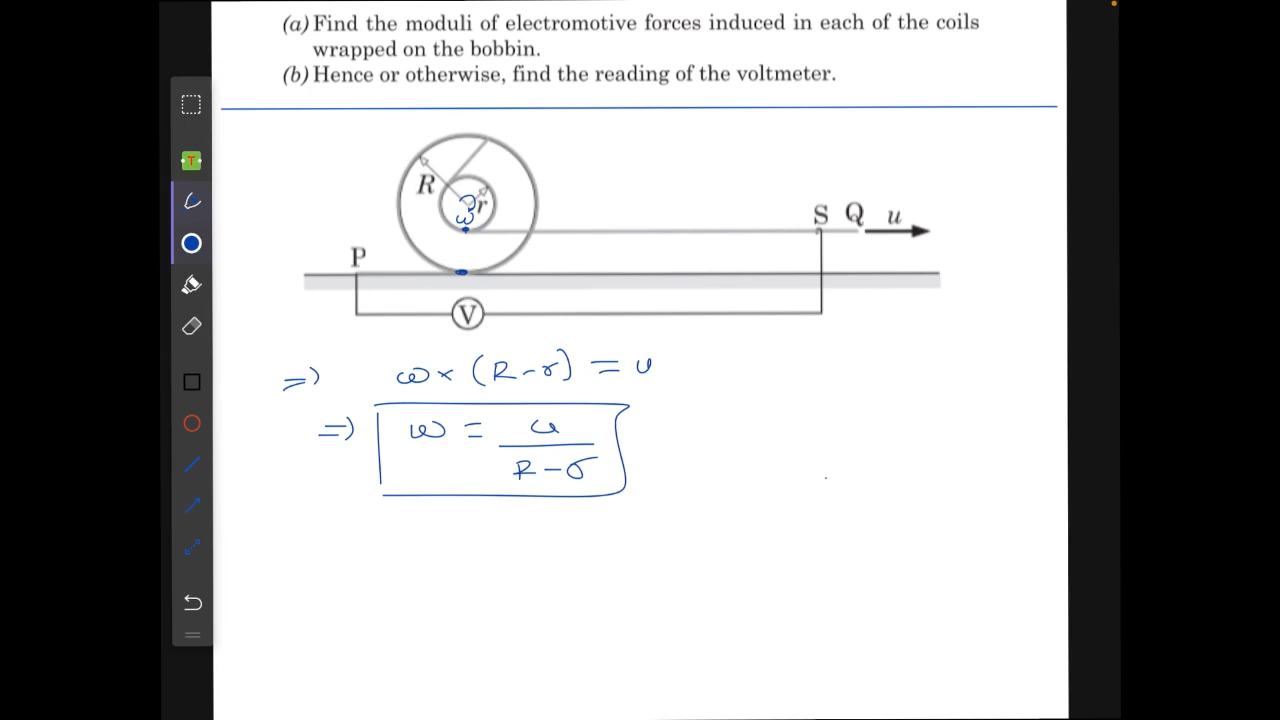 (a) Find the moduli of electromotive forces induced in each of the coils
wrapped on the bobbin.
(b) Hence or otherwise, find the reading of the voltmeter.
T
R
r
ω
S Q u
P
V
=> ω × (R - r) = u
=> ω = u / R - r